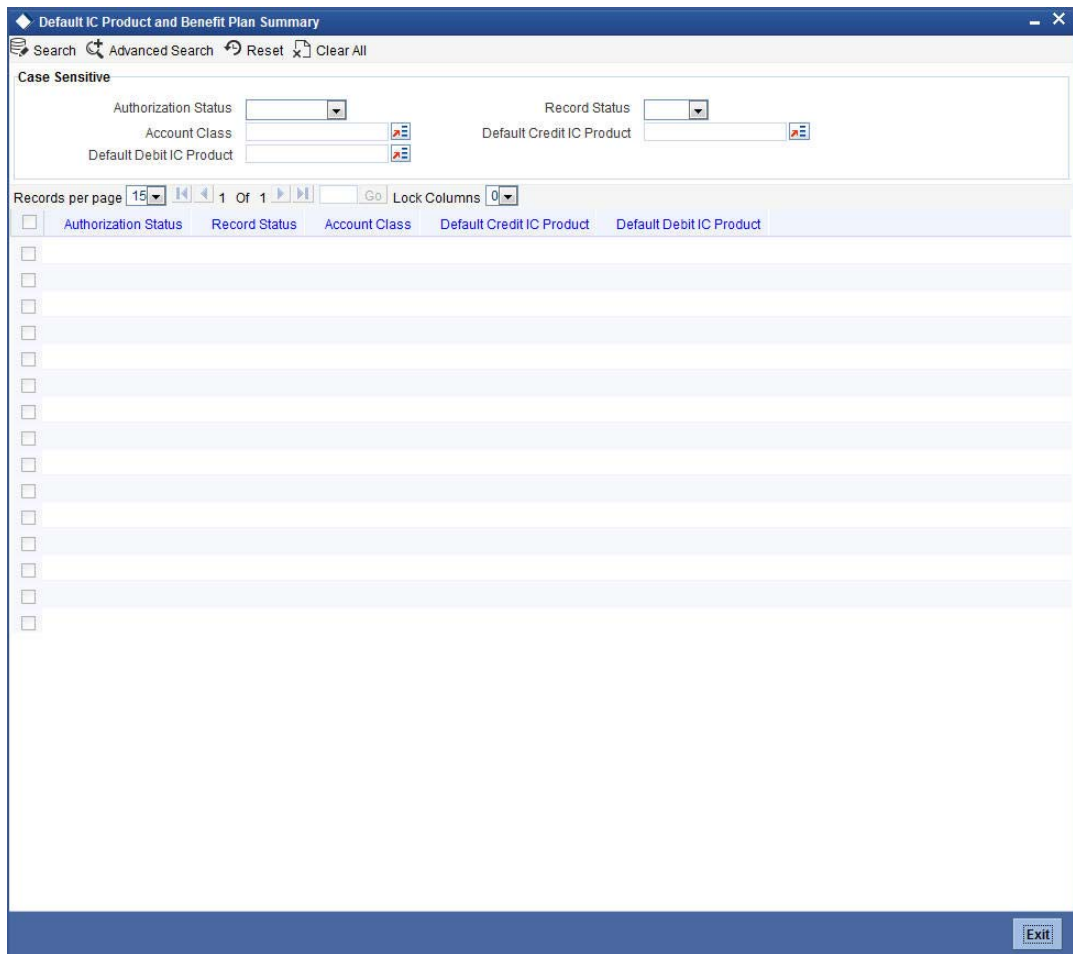 Default IC Product and Benefit Plan Summary
Search Advanced Search Reset Clear All
Case Sensitive
Authorization Status Record Status
Account Class Default Credit IC Product
Default Debit IC Product
Records per page 15 1 Of 1 Go Lock Columns 0
Authorization Status Record Status Account Class Default Credit IC Product Default Debit IC Product
Exit